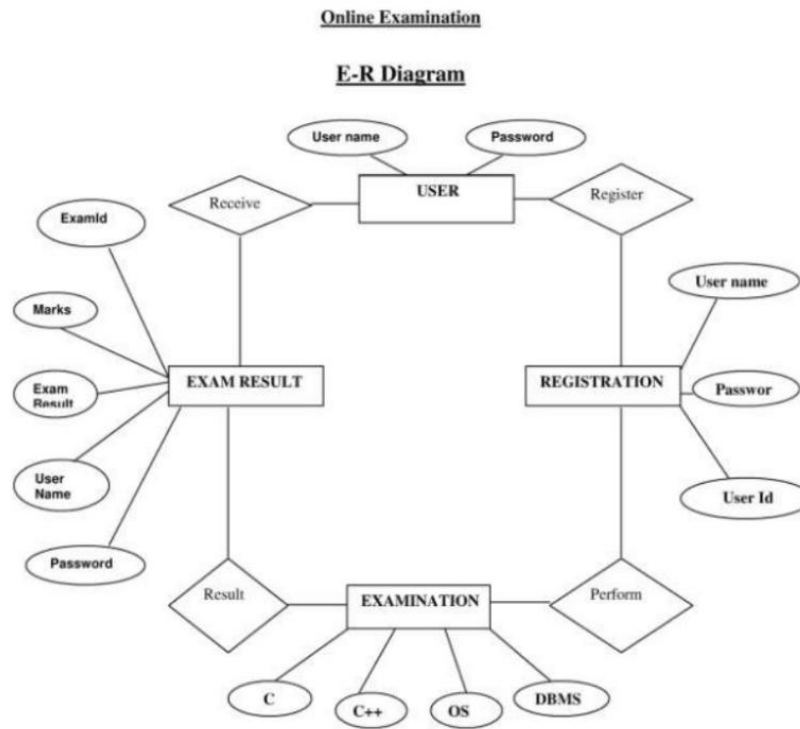 Online Examination
E-R Diagram
User name
Password
USER
Receive
Register
ExamId
User name
Marks
EXAM RESULT
REGISTRATION
Exam
Result
Passwor
User
Name
User Id
Password
Result
EXAMINATION
Perform
C
C++
OS
DBMS